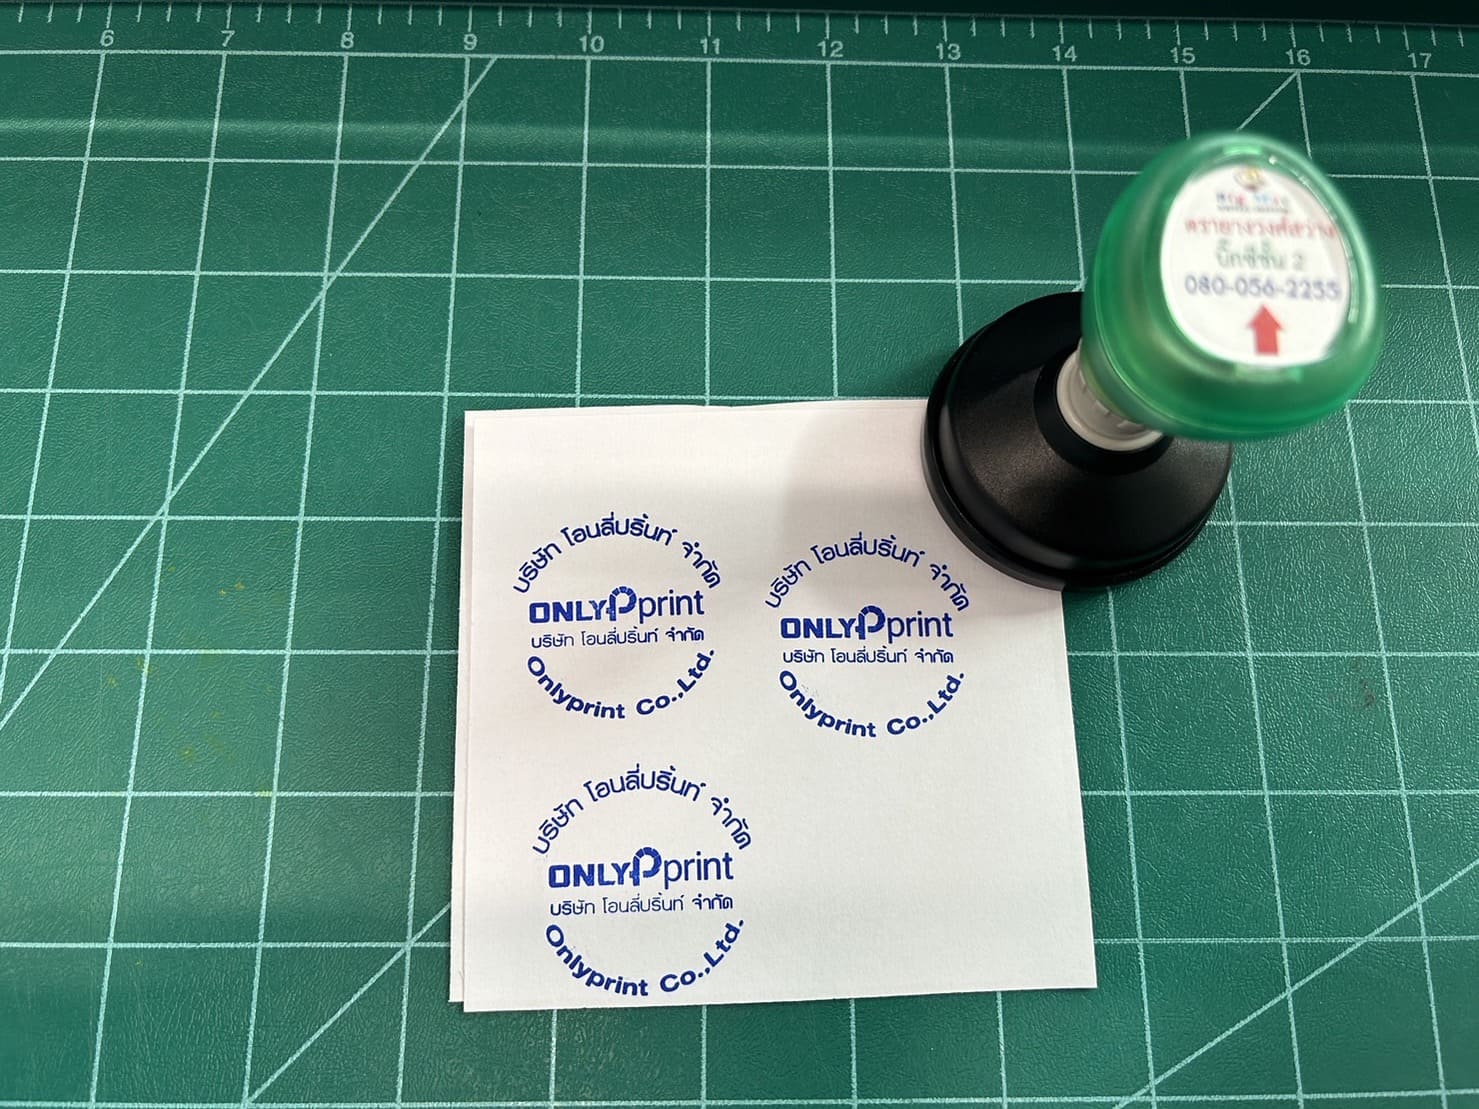 6 7 8 9 10 11 12 13 14 15 16 17
ตรายางวงศ์สว่าง
บิ๊กซีชั้น 2
080-056-2255
บริษัท โอนลี่ปริ้นท์ จำกัด
ONLYPprint
บริษัท โอนลี่ปริ้นท์ จำกัด
Onlyprint Co.,Ltd.
บริษัท โอนลี่ปริ้นท์ จำกัด
ONLYPprint
บริษัท โอนลี่ปริ้นท์ จำกัด
Onlyprint Co.,Ltd.
บริษัท โอนลี่ปริ้นท์ จำกัด
ONLYPprint
บริษัท โอนลี่ปริ้นท์ จำกัด
Onlyprint Co.,Ltd.